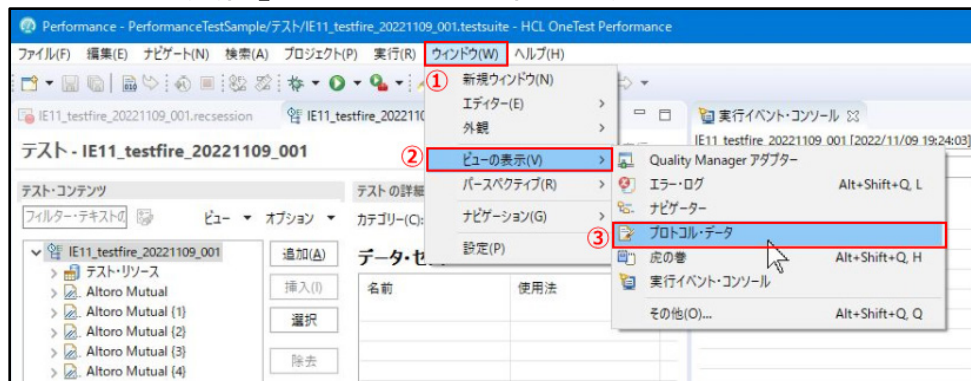 Performance - PerformanceTestSample/テスト/IE11_testfire_20221109_001.testsuite - HCL OneTest Performance
ファイル(F) 編集(E) ナビゲート(N) 検索(A) プロジェクト(P) 実行(R) ウィンドウ(W) ヘルプ(H)
① 新規ウィンドウ(N)
IE11_testfire_20221109_001.recsession IE11_testfire_2022110 エディター(E) 実行イベント・コンソール
外観 IE11_testfire_20221109_001 [2022/11/09 19:24:03]
テスト - IE11_testfire_20221109_001 ② ビューの表示(V) Quality Manager アダプター
テスト・コンテンツ テストの詳細 パースペクティブ(R) エラー・ログ Alt+Shift+Q, L
フィルター・テキストの ビュー オプション カテゴリー(C): ナビゲーション(G) ナビゲーター
③ プロトコル・データ
IE11_testfire_20221109_001 追加(A) データ・セ 設定(P) 虎の巻 Alt+Shift+Q, H
テスト・リソース 挿入(I) 名前 使用法 実行イベント・コンソール
Altoro Mutual
Altoro Mutual {1} 選択 その他(O)... Alt+Shift+Q, Q
Altoro Mutual {2}
Altoro Mutual {3} 除去
Altoro Mutual {4}